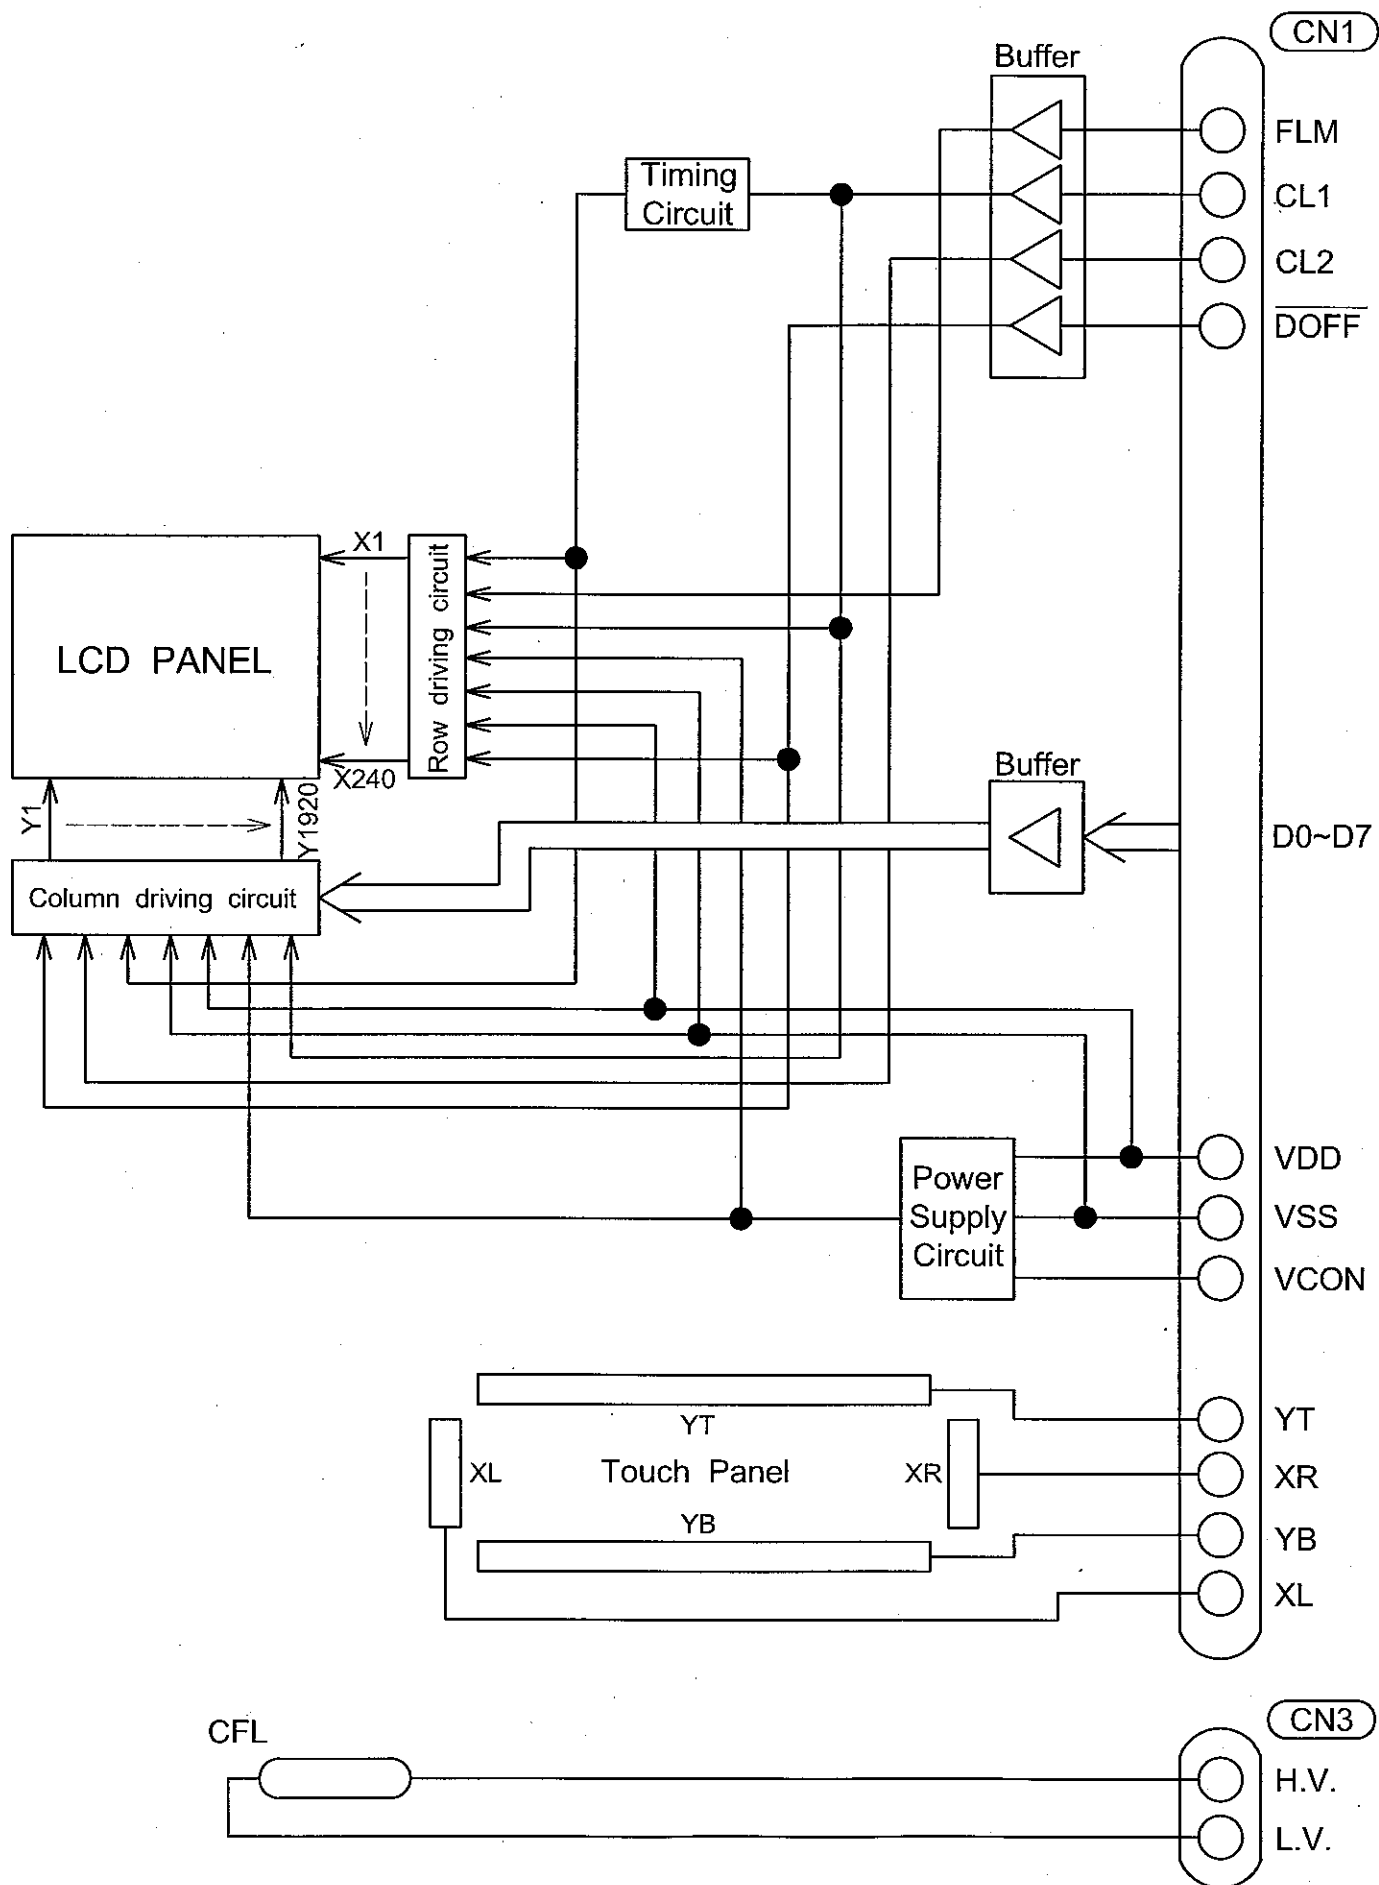 CN1
Buffer
FLM
Timing
Circuit
CL1
CL2
DOFF
X1
Row driving circuit
LCD PANEL
X240
Y1
Y1920
Buffer
D0~D7
Column driving circuit
Power
Supply
Circuit
VDD
VSS
VCON
YT
YT
XL
Touch Panel
XR
XR
YB
YB
XL
CN3
CFL
H.V.
L.V.